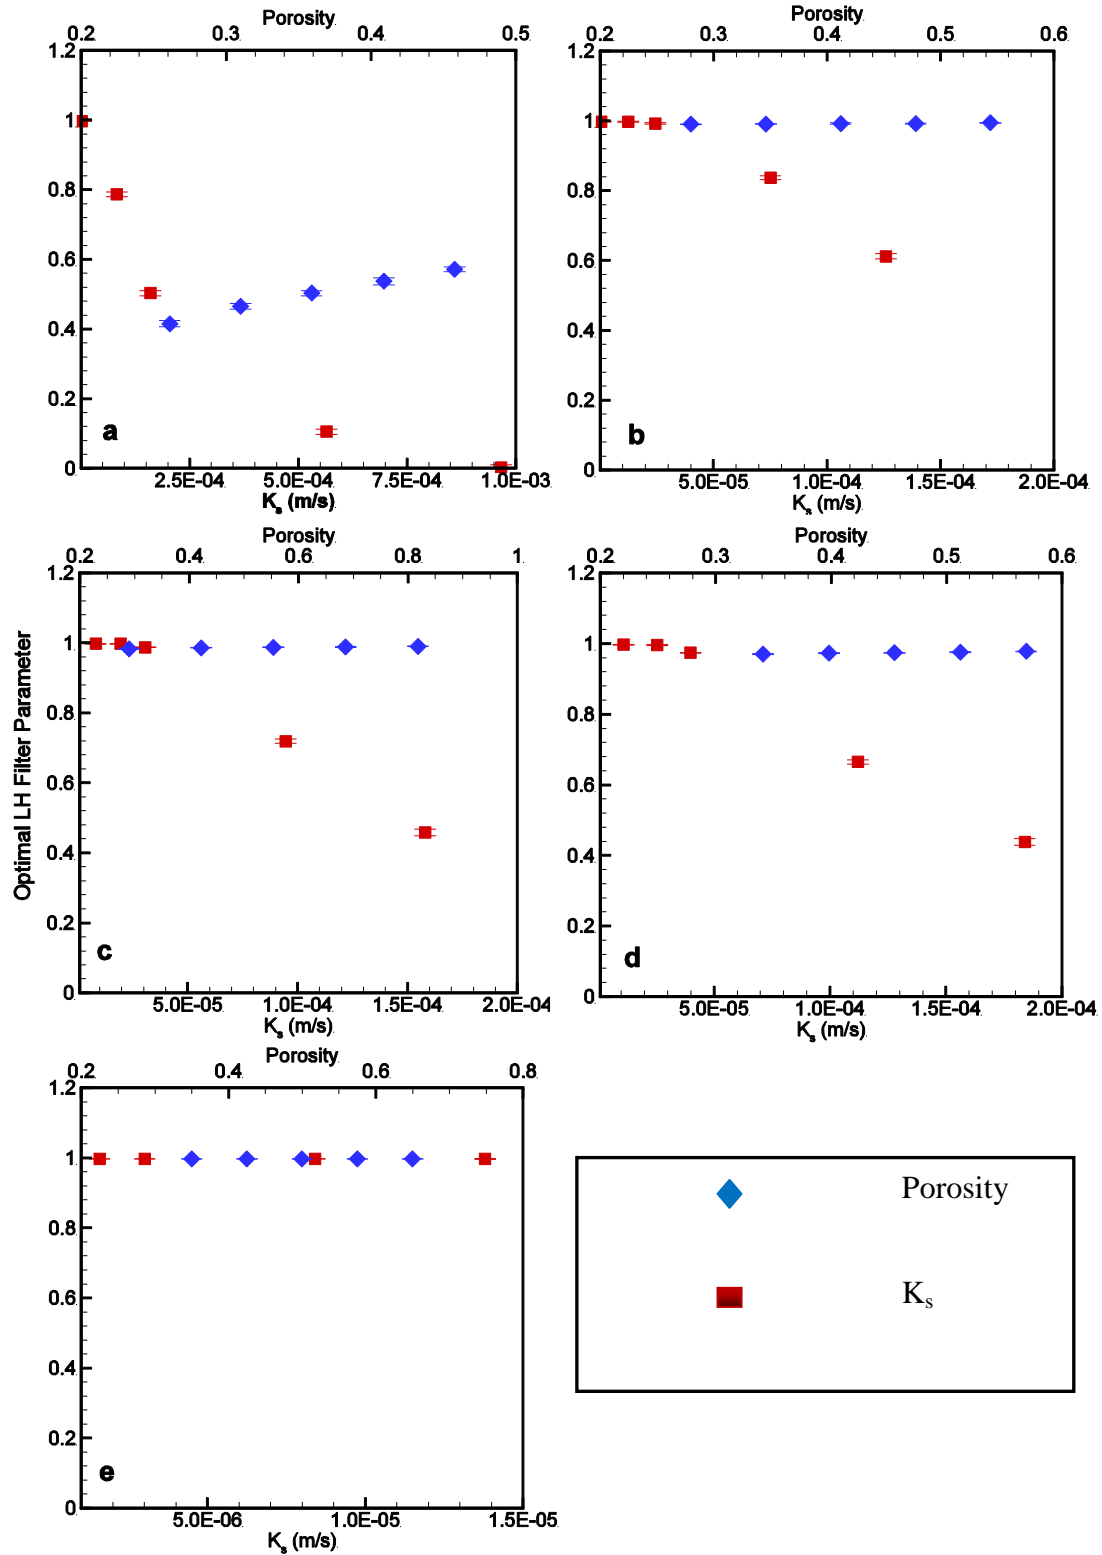 Porosity
0.2 0.3 0.4 0.5
1.2
1
0.8
0.6
0.4
0.2
0
a
2.5E-04 5.0E-04 7.5E-04 1.0E-03
Ks (m/s)
Porosity
0.2 0.3 0.4 0.5 0.6
1.2
1
0.8
0.6
0.4
0.2
0
b
5.0E-05 1.0E-04 1.5E-04 2.0E-04
Ks (m/s)
Optimal LH Filter Parameter
Porosity
0.2 0.4 0.6 0.8 1
1.2
1
0.8
0.6
0.4
0.2
0
c
5.0E-05 1.0E-04 1.5E-04 2.0E-04
Ks (m/s)
Porosity
0.2 0.3 0.4 0.5 0.6
1.2
1
0.8
0.6
0.4
0.2
0
d
5.0E-05 1.0E-04 1.5E-04 2.0E-04
Ks (m/s)
Porosity
0.2 0.4 0.6 0.8
1.2
1
0.8
0.6
0.4
0.2
0
e
5.0E-06 1.0E-05 1.5E-05
Ks (m/s)
Porosity
Ks